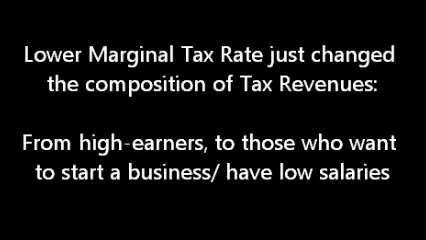 Lower Marginal Tax Rate just changed
the composition of Tax Revenues:
From high-earners, to those who want
to start a business/ have low salaries